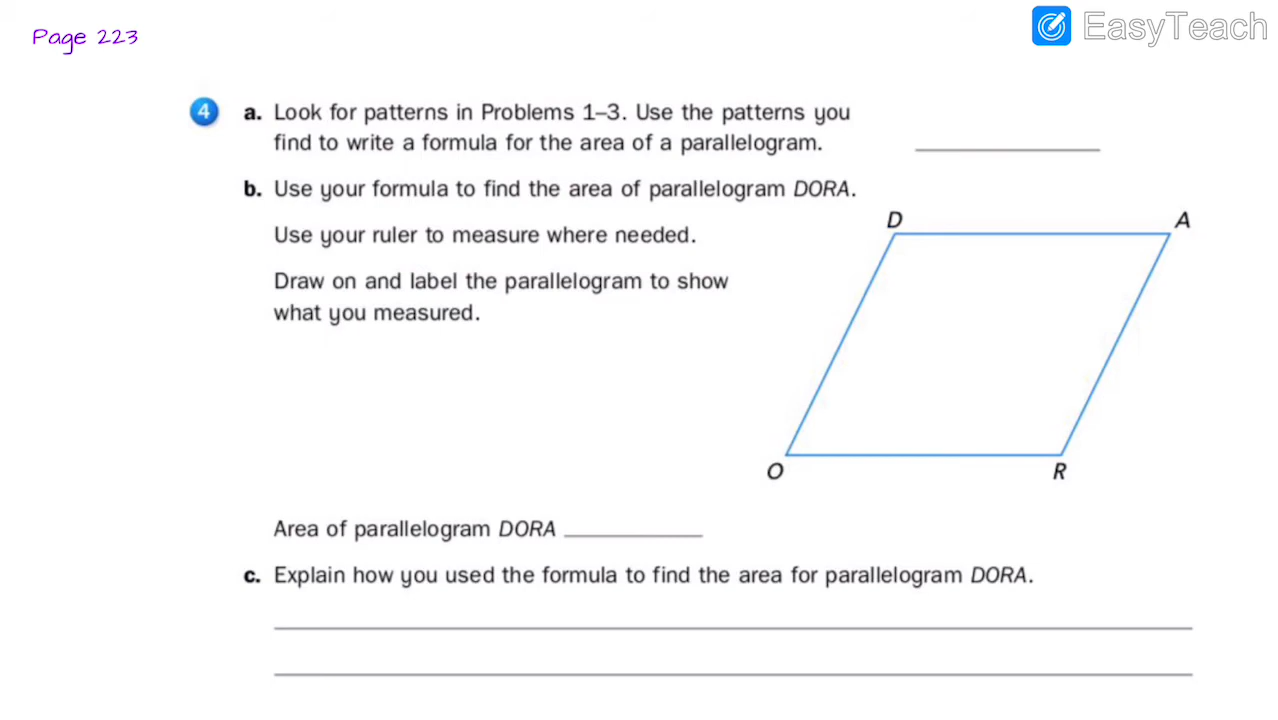 Page 223
EasyTeach
4 a. Look for patterns in Problems 1–3. Use the patterns you
find to write a formula for the area of a parallelogram.
b. Use your formula to find the area of parallelogram DORA.
Use your ruler to measure where needed.
Draw on and label the parallelogram to show
what you measured.
D A
O R
Area of parallelogram DORA
c. Explain how you used the formula to find the area for parallelogram DORA.